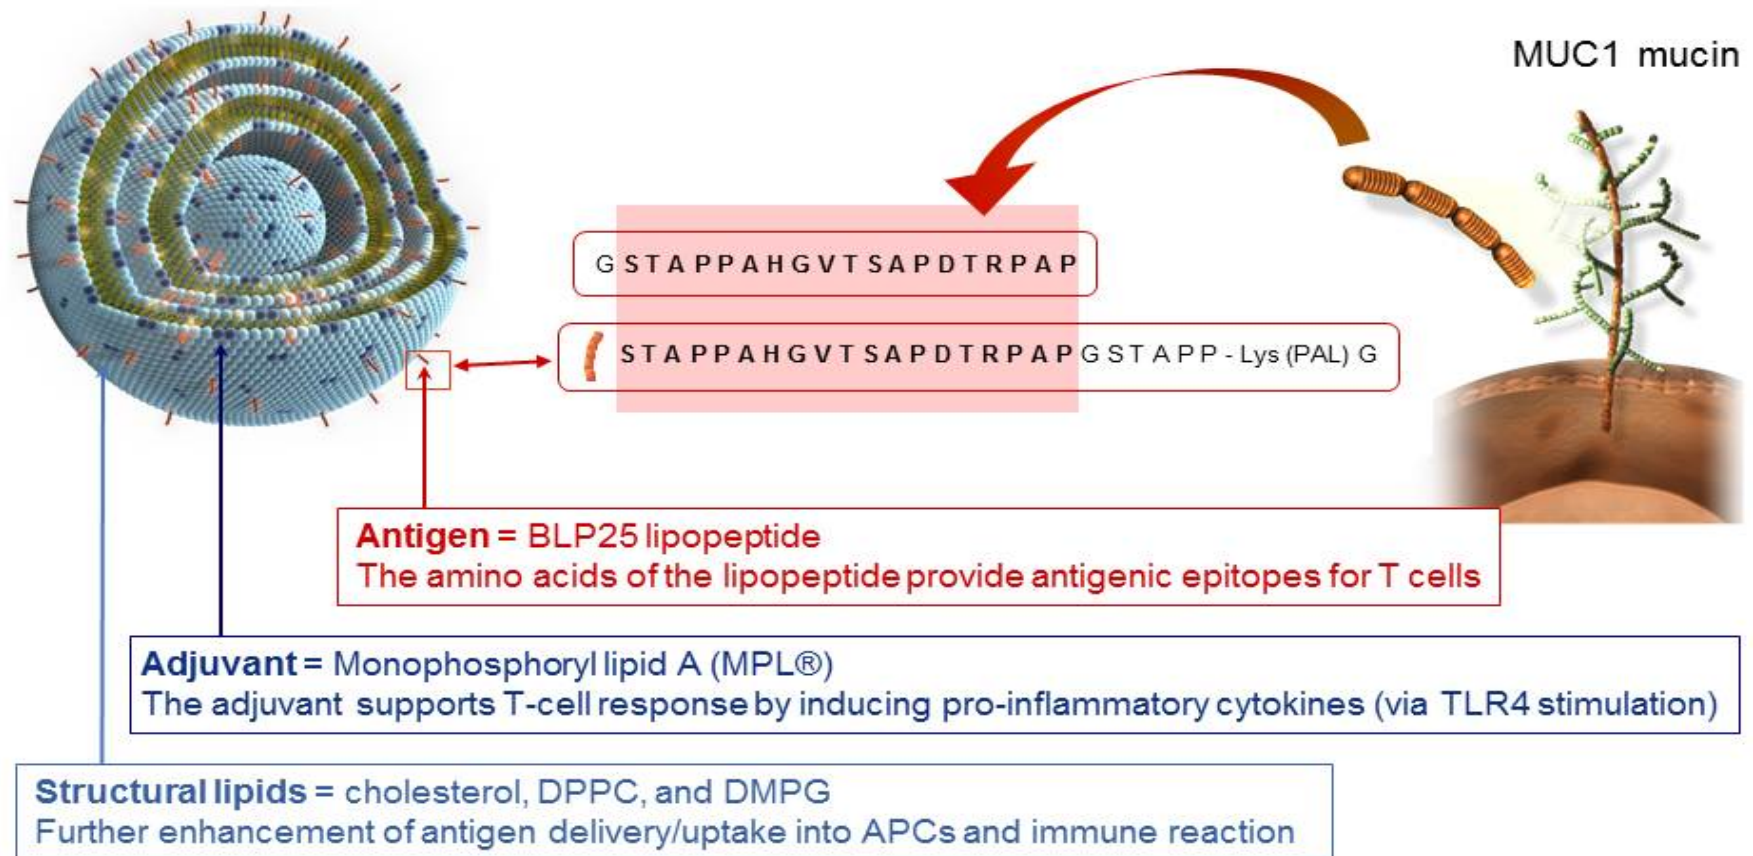 MUC1 mucin
G S T A P P A H G V T S A P D T R P A P
S T A P P A H G V T S A P D T R P A P G S T A P P - Lys (PAL) G
Antigen = BLP25 lipopeptide
The amino acids of the lipopeptide provide antigenic epitopes for T cells
Adjuvant = Monophosphoryl lipid A (MPL®)
The adjuvant supports T-cell response by inducing pro-inflammatory cytokines (via TLR4 stimulation)
Structural lipids = cholesterol, DPPC, and DMPG
Further enhancement of antigen delivery/uptake into APCs and immune reaction